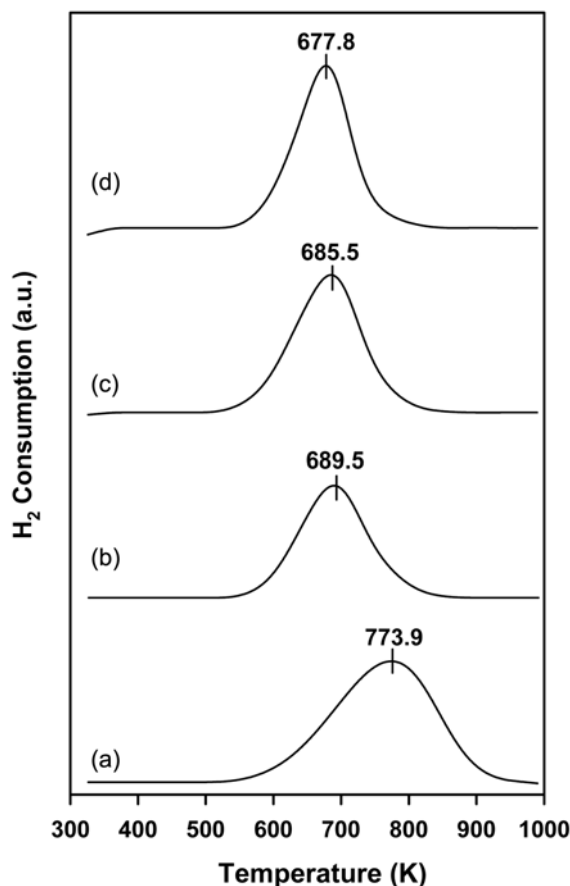 677.8
(d)
685.5
(c)
689.5
(b)
773.9
(a)
H₂ Consumption (a.u.)
300 400 500 600 700 800 900 1000
Temperature (K)